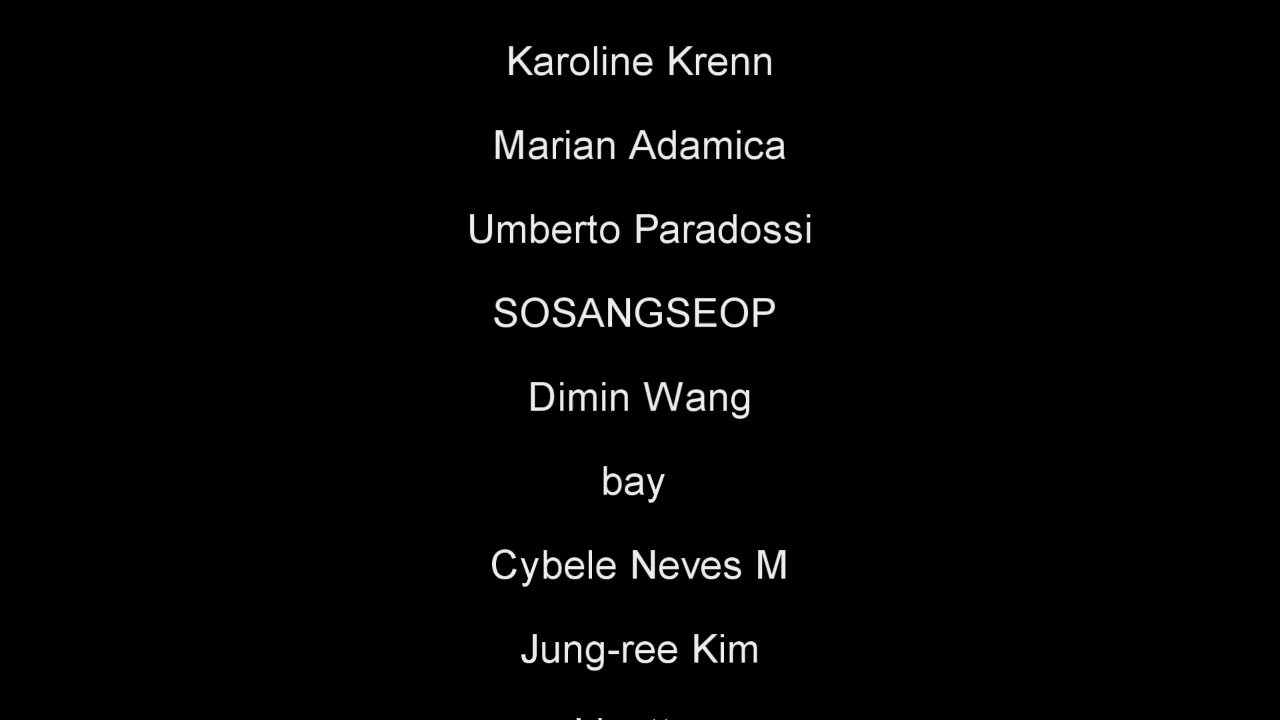 Karoline Krenn
Marian Adamica
Umberto Paradossi
SOSANGSEOP
Dimin Wang
bay
Cybele Neves M
Jung-ree Kim